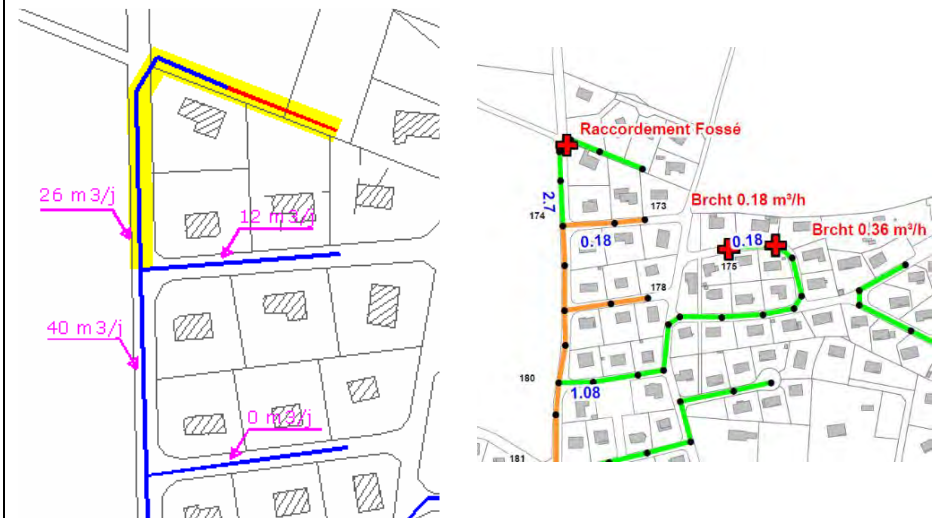 26 m3/j
12 m3/j
40 m3/j
0 m3/j
Raccordement Fossé
2.7
174
173
0.18
Brcht 0.18 m³/h
Brcht 0.36 m³/h
0.18
175
178
180
1.08
181